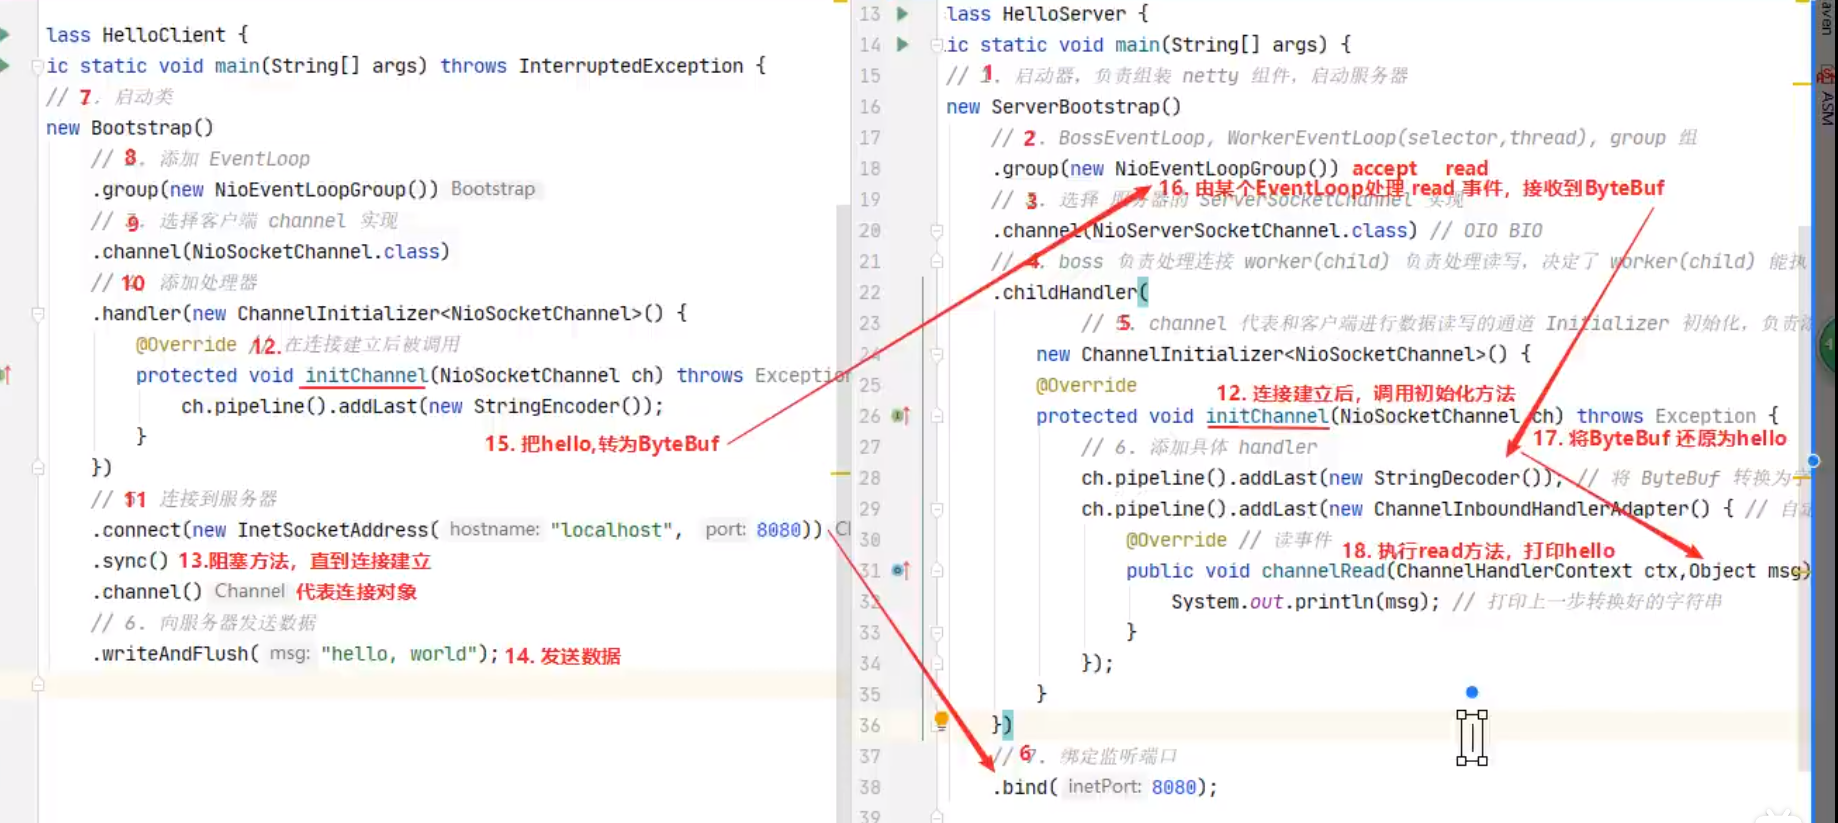 lass HelloClient {
ic static void main(String[] args) throws InterruptedException {
// 7. 启动类
new Bootstrap()
// 8. 添加 EventLoop
.group(new NioEventLoopGroup()) Bootstrap
// 9. 选择客户端 channel 实现
.channel(NioSocketChannel.class)
// 10 添加处理器
.handler(new ChannelInitializer<NioSocketChannel>() {
@Override // 12. 在连接建立后被调用
protected void initChannel(NioSocketChannel ch) throws Exception
ch.pipeline().addLast(new StringEncoder());
}
15. 把hello,转为ByteBuf
})
// 11 连接到服务器
.connect(new InetSocketAddress( hostname: "localhost", port: 8080)) Cl
.sync() 13.阻塞方法，直到连接建立
.channel() Channel 代表连接对象
// 6. 向服务器发送数据
.writeAndFlush( msg: "hello, world"); 14. 发送数据
13 lass HelloServer {
14 ic static void main(String[] args) {
15 // 1. 启动器，负责组装 netty 组件，启动服务器
16 new ServerBootstrap()
17 // 2. BossEventLoop, WorkerEventLoop(selector,thread), group 组
18 .group(new NioEventLoopGroup()) accept read
16. 由某个EventLoop处理 read 事件，接收到ByteBuf
19 // 3. 选择 服务器的 ServerSocketChannel 实现
20 .channel(NioServerSocketChannel.class) // OIO BIO
21 // 4. boss 负责处理连接 worker(child) 负责处理读写，决定了 worker(child) 能执
22 .childHandler(
23 // 5. channel 代表和客户端进行数据读写的通道 Initializer 初始化，负责添
24 new ChannelInitializer<NioSocketChannel>() {
25 @Override
12. 连接建立后，调用初始化方法
26 protected void initChannel(NioSocketChannel ch) throws Exception {
27 // 6. 添加具体 handler
17. 将ByteBuf 还原为hello
28 ch.pipeline().addLast(new StringDecoder()); // 将 ByteBuf 转换为字
29 ch.pipeline().addLast(new ChannelInboundHandlerAdapter() { // 自定
30 @Override // 读事件
18. 执行read方法，打印hello
31 public void channelRead(ChannelHandlerContext ctx,Object msg)
32 System.out.println(msg); // 打印上一步转换好的字符串
33 }
34 });
35 }
36 })
37 // 6 7. 绑定监听端口
38 .bind( inetPort: 8080);
39
aven
ASM
4